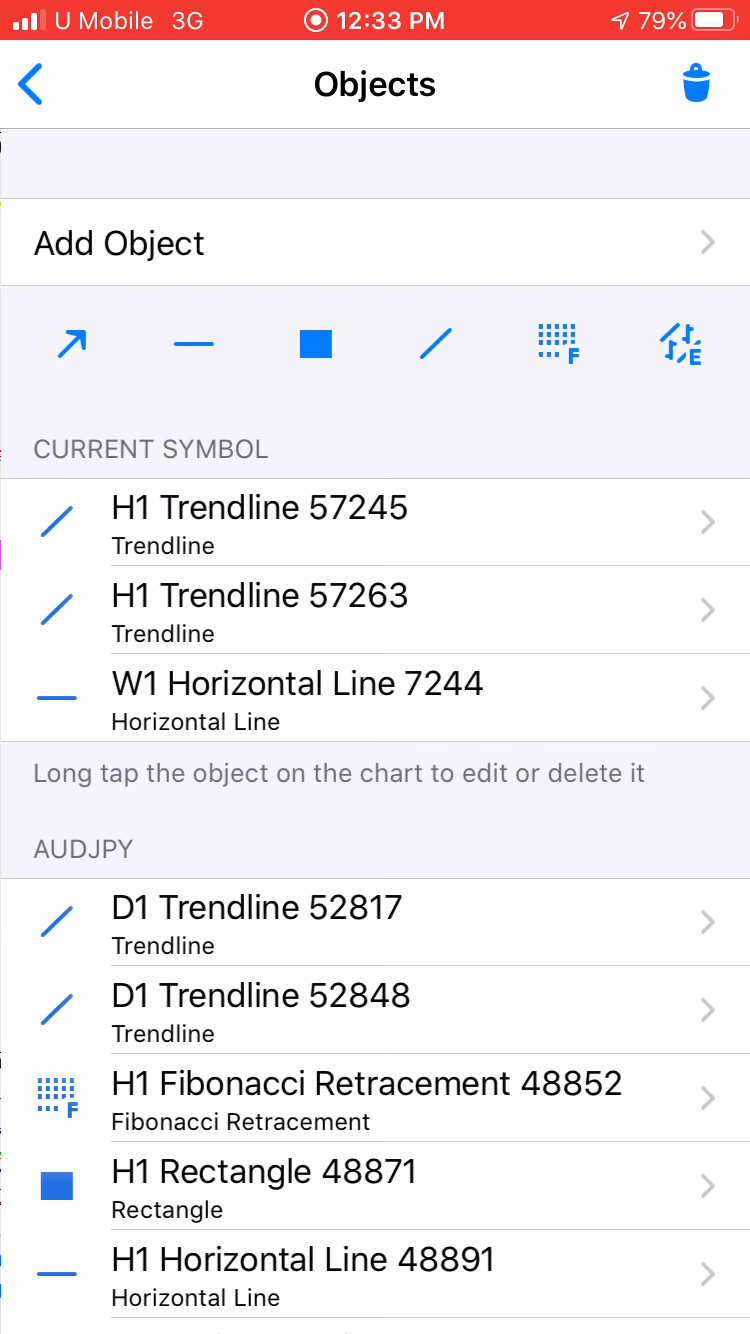 U Mobile 3G 12:33 PM 79%
Objects
Add Object
F E
CURRENT SYMBOL
H1 Trendline 57245
Trendline
H1 Trendline 57263
Trendline
W1 Horizontal Line 7244
Horizontal Line
Long tap the object on the chart to edit or delete it
AUDJPY
D1 Trendline 52817
Trendline
D1 Trendline 52848
Trendline
F
H1 Fibonacci Retracement 48852
Fibonacci Retracement
H1 Rectangle 48871
Rectangle
H1 Horizontal Line 48891
Horizontal Line